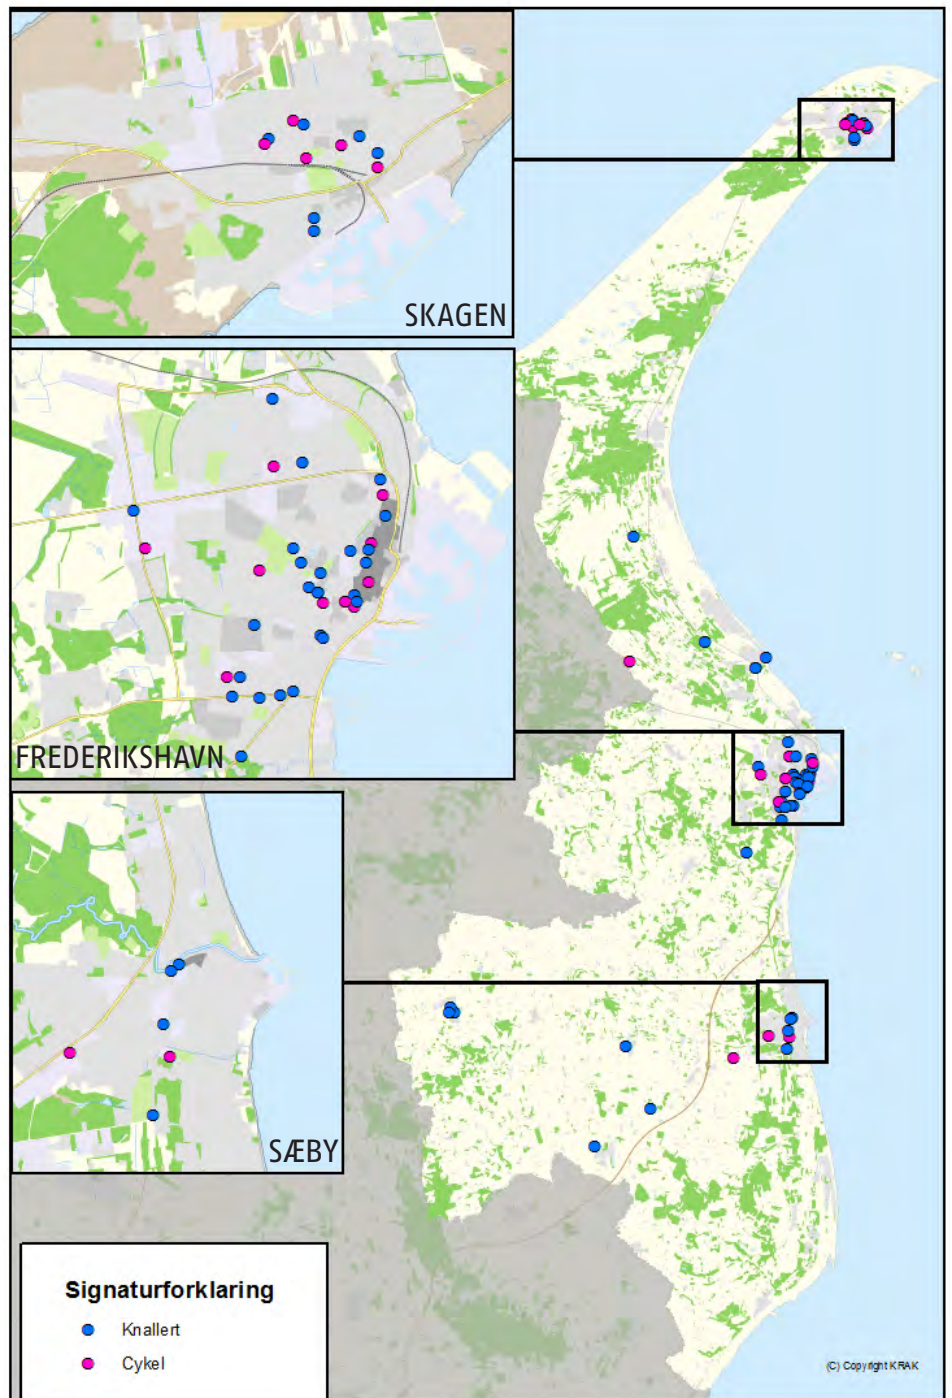 SKAGEN
FREDERIKSHAVN
SÆBY
Signaturforklaring
Knallert
Cykel
(C) Copyright KRAK